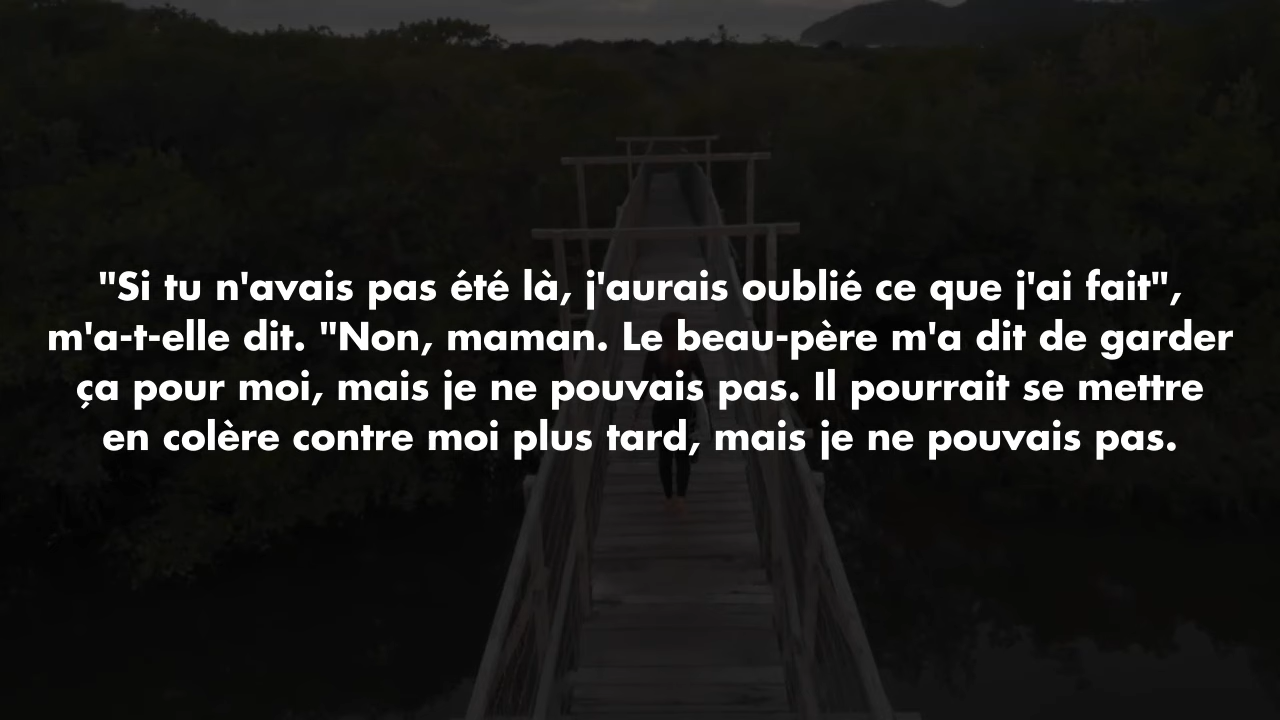 "Si tu n'avais pas été là, j'aurais oublié ce que j'ai fait",
m'a-t-elle dit. "Non, maman. Le beau-père m'a dit de garder
ça pour moi, mais je ne pouvais pas. Il pourrait se mettre
en colère contre moi plus tard, mais je ne pouvais pas.